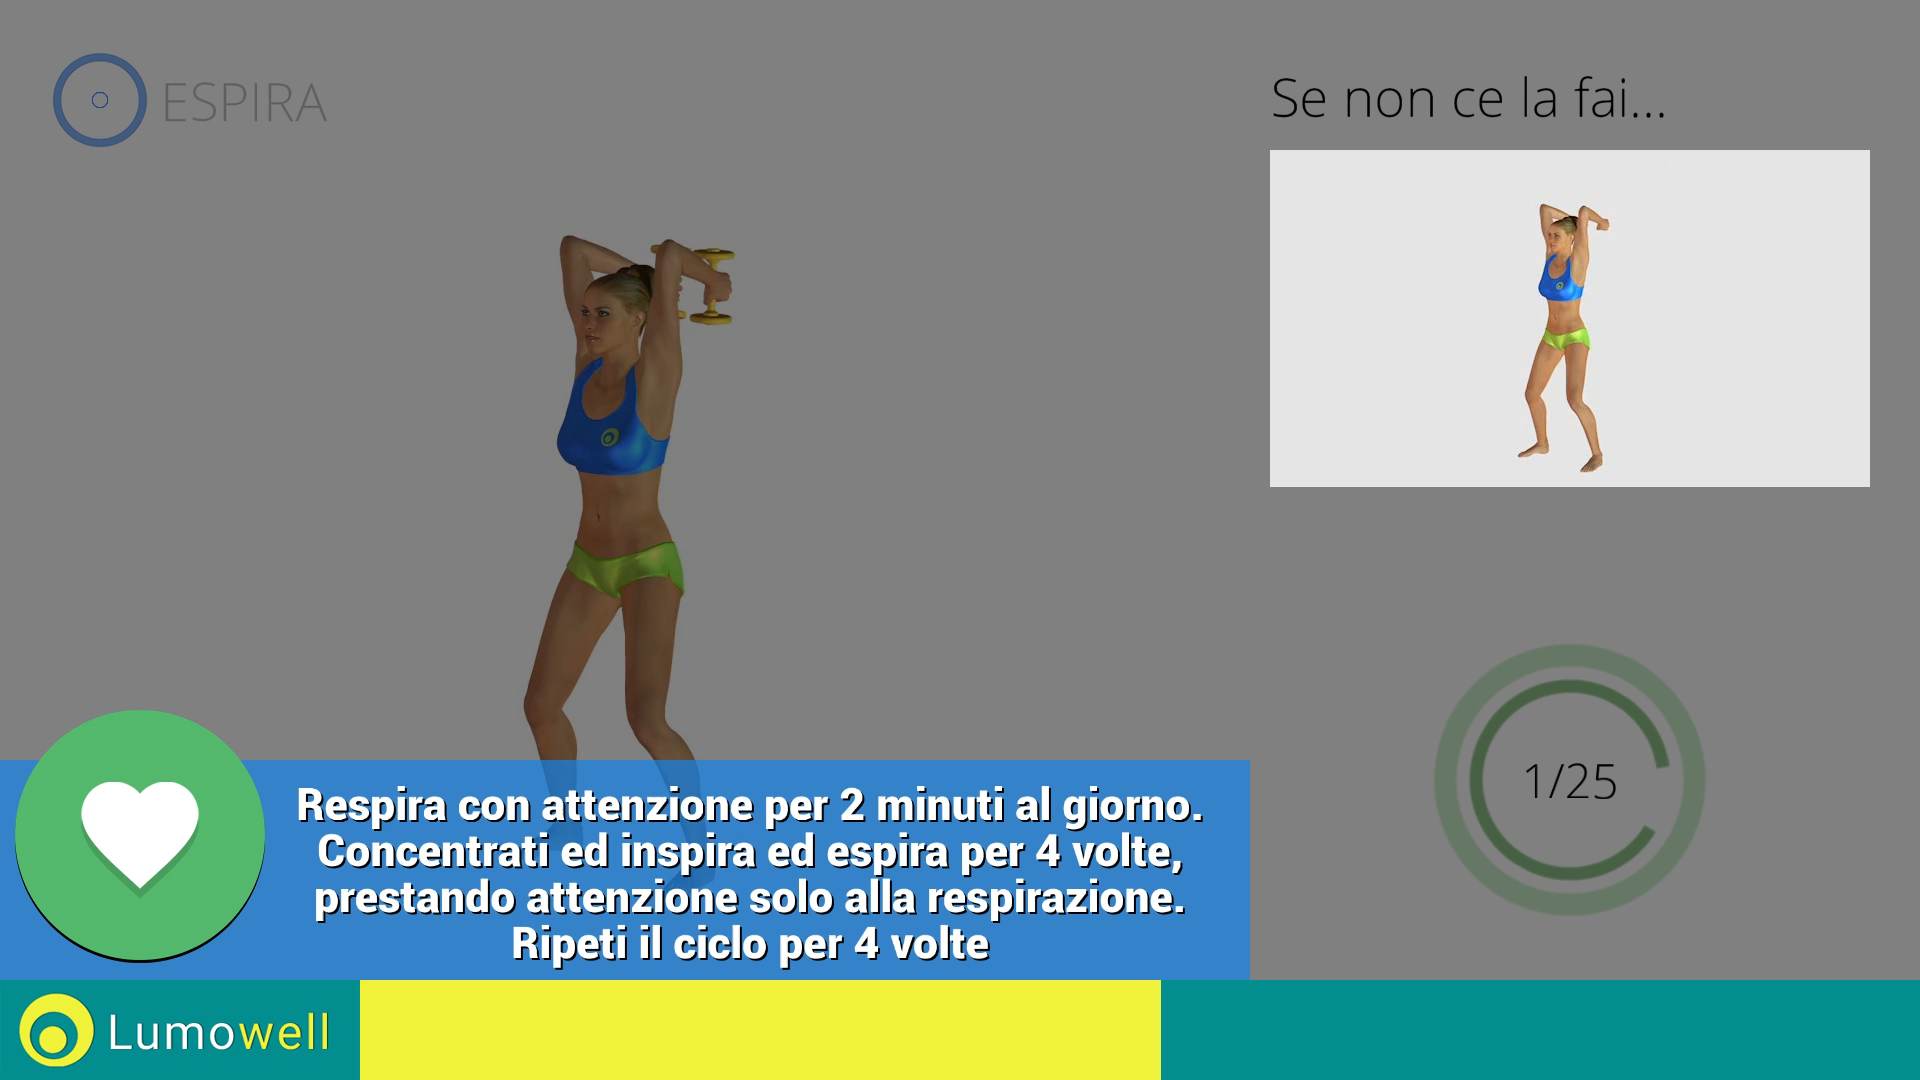 ESPIRA
Se non ce la fai...
1/25
Respira con attenzione per 2 minuti al giorno.
Concentrati ed inspira ed espira per 4 volte,
prestando attenzione solo alla respirazione.
Ripeti il ciclo per 4 volte
Lumowell